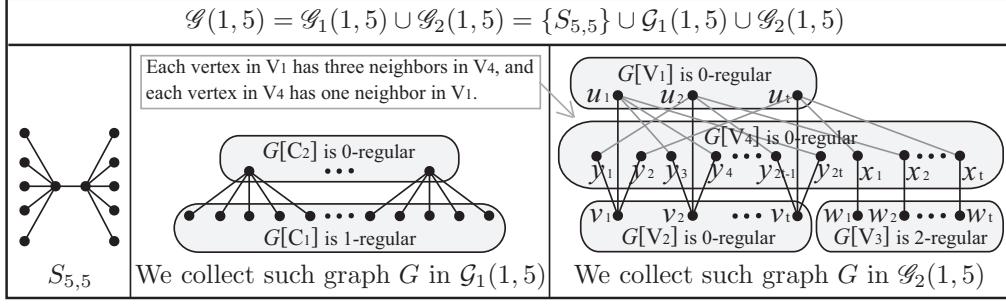 𝒢(1, 5) = 𝒢₁(1, 5) ∪ 𝒢₂(1, 5) = {S₅,₅} ∪ 𝓖₁(1, 5) ∪ 𝒢₂(1, 5)
Each vertex in V₁ has three neighbors in V₄, and
each vertex in V₄ has one neighbor in V₁.
G[C₂] is 0-regular
G[C₁] is 1-regular
G[V₁] is 0-regular
u₁ u₂ uₜ
G[V₄] is 0-regular
y₁ y₂ y₃ y₄ y₂ₜ₋₁ y₂ₜ x₁ x₂ xₜ
v₁ v₂ vₜ w₁ w₂ wₜ
G[V₂] is 0-regular
G[V₃] is 2-regular
S₅,₅
We collect such graph G in 𝓖₁(1, 5)
We collect such graph G in 𝒢₂(1, 5)